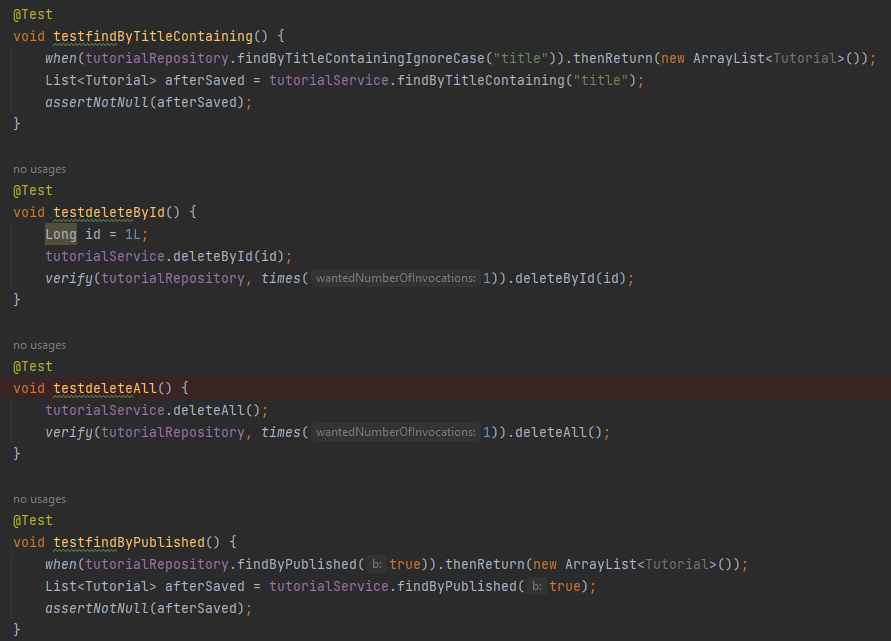 @Test
void testfindByTitleContaining() {
when(tutorialRepository.findByTitleContainingIgnoreCase("title")).thenReturn(new ArrayList<Tutorial>());
List<Tutorial> afterSaved = tutorialService.findByTitleContaining("title");
assertNotNull(afterSaved);
}
no usages
@Test
void testdeleteById() {
Long id = 1L;
tutorialService.deleteById(id);
verify(tutorialRepository, times( wantedNumberOfInvocations: 1)).deleteById(id);
}
no usages
@Test
void testdeleteAll() {
tutorialService.deleteAll();
verify(tutorialRepository, times( wantedNumberOfInvocations: 1)).deleteAll();
}
no usages
@Test
void testfindByPublished() {
when(tutorialRepository.findByPublished( b: true)).thenReturn(new ArrayList<Tutorial>());
List<Tutorial> afterSaved = tutorialService.findByPublished( b: true);
assertNotNull(afterSaved);
}